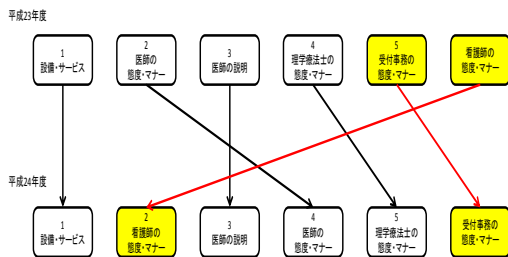 平成23年度
1
設備・サービス
2
医師の
態度・マナー
3
医師の説明
4
理学療法士の
態度・マナー
5
受付事務の
態度・マナー
看護師の
態度・マナー
平成24年度
1
設備・サービス
2
看護師の
態度・マナー
3
医師の説明
4
医師の
態度・マナー
5
理学療法士の
態度・マナー
受付事務の
態度・マナー